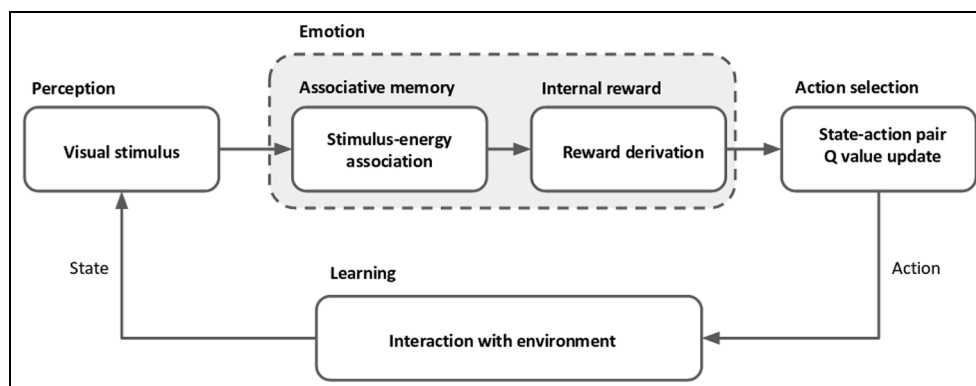 Emotion
Perception
Associative memory
Internal reward
Action selection
Visual stimulus
Stimulus-energy
association
Reward derivation
State-action pair
Q value update
State
Learning
Action
Interaction with environment